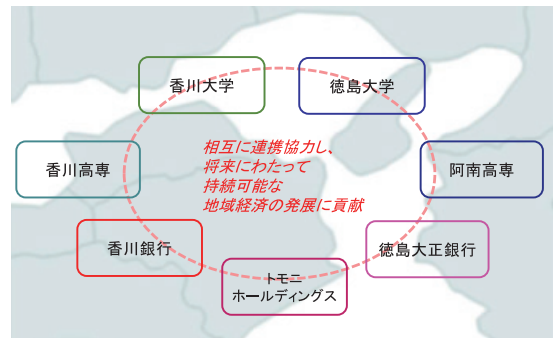 香川大学
徳島大学
相互に連携協力し、
将来にわたって
持続可能な
地域経済の発展に貢献
香川高専
阿南高専
香川銀行
徳島大正銀行
トモニ
ホールディングス